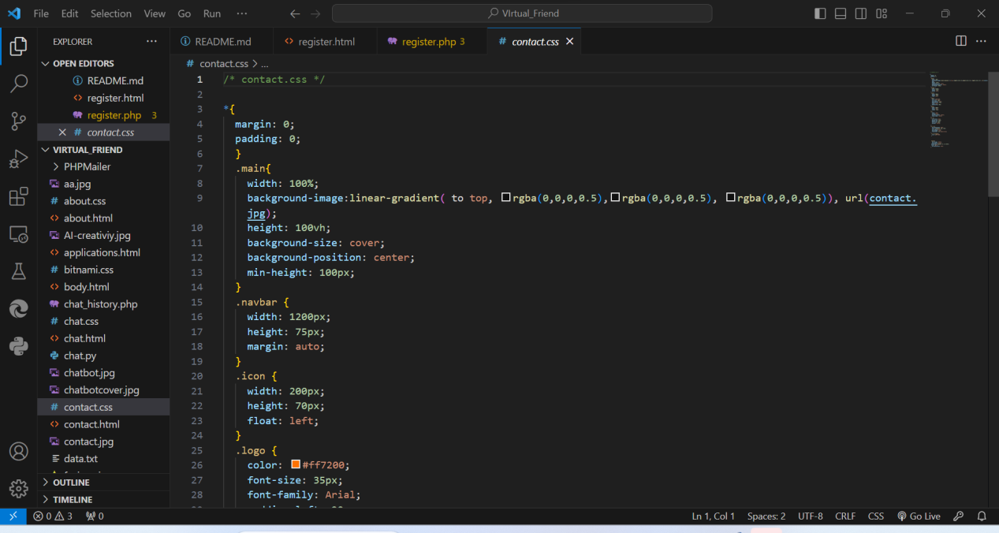 File Edit Selection View Go Run ···
VIrtual_Friend
EXPLORER ···
OPEN EDITORS
README.md
register.html
register.php 3
contact.css
VIRTUAL_FRIEND
PHPMailer
aa.jpg
about.css
about.html
AI-creativiy.jpg
applications.html
bitnami.css
body.html
chat_history.php
chat.css
chat.html
chat.py
chatbot.jpg
chatbotcover.jpg
contact.css
contact.html
contact.jpg
data.txt
OUTLINE
TIMELINE
README.md register.html register.php 3 contact.css
# contact.css > ...
1 /* contact.css */
2
3 *{
4 margin: 0;
5 padding: 0;
6 }
7 .main{
8 width: 100%;
9 background-image:linear-gradient( to top, rgba(0,0,0,0.5),rgba(0,0,0,0.5), rgba(0,0,0,0.5)), url(contact.
jpg);
10 height: 100vh;
11 background-size: cover;
12 background-position: center;
13 min-height: 100px;
14 }
15 .navbar {
16 width: 1200px;
17 height: 75px;
18 margin: auto;
19 }
20 .icon {
21 width: 200px;
22 height: 70px;
23 float: left;
24 }
25 .logo {
26 color: #ff7200;
27 font-size: 35px;
28 font-family: Arial;
0 3 0 Ln 1, Col 1 Spaces: 2 UTF-8 CRLF CSS Go Live